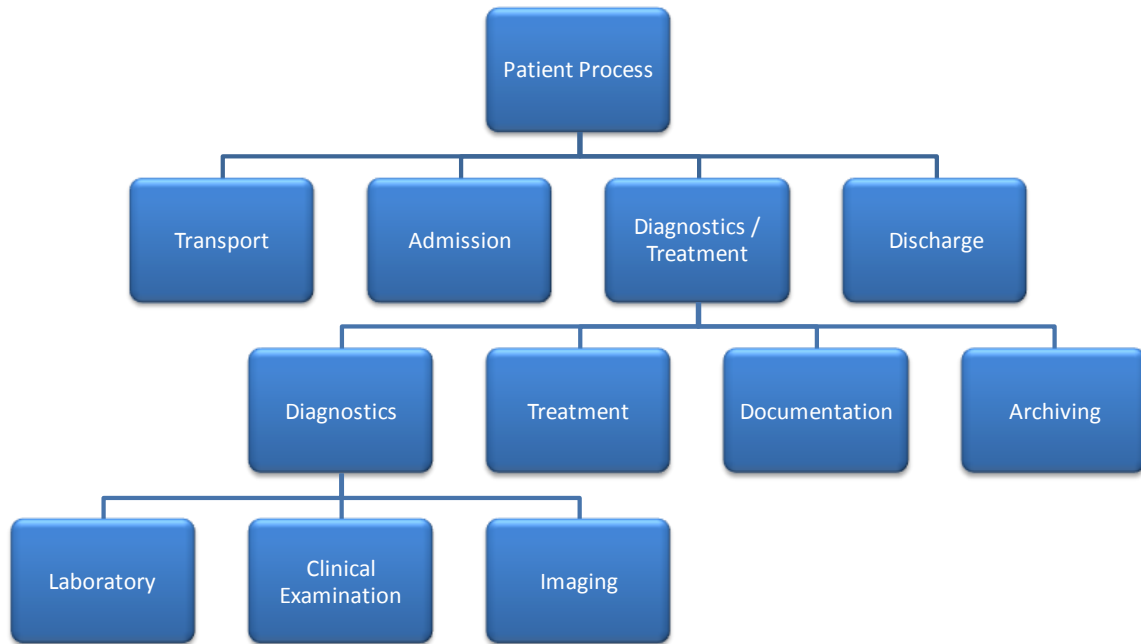 Patient Process
Transport
Admission
Diagnostics /
Treatment
Discharge
Diagnostics
Treatment
Documentation
Archiving
Laboratory
Clinical
Examination
Imaging